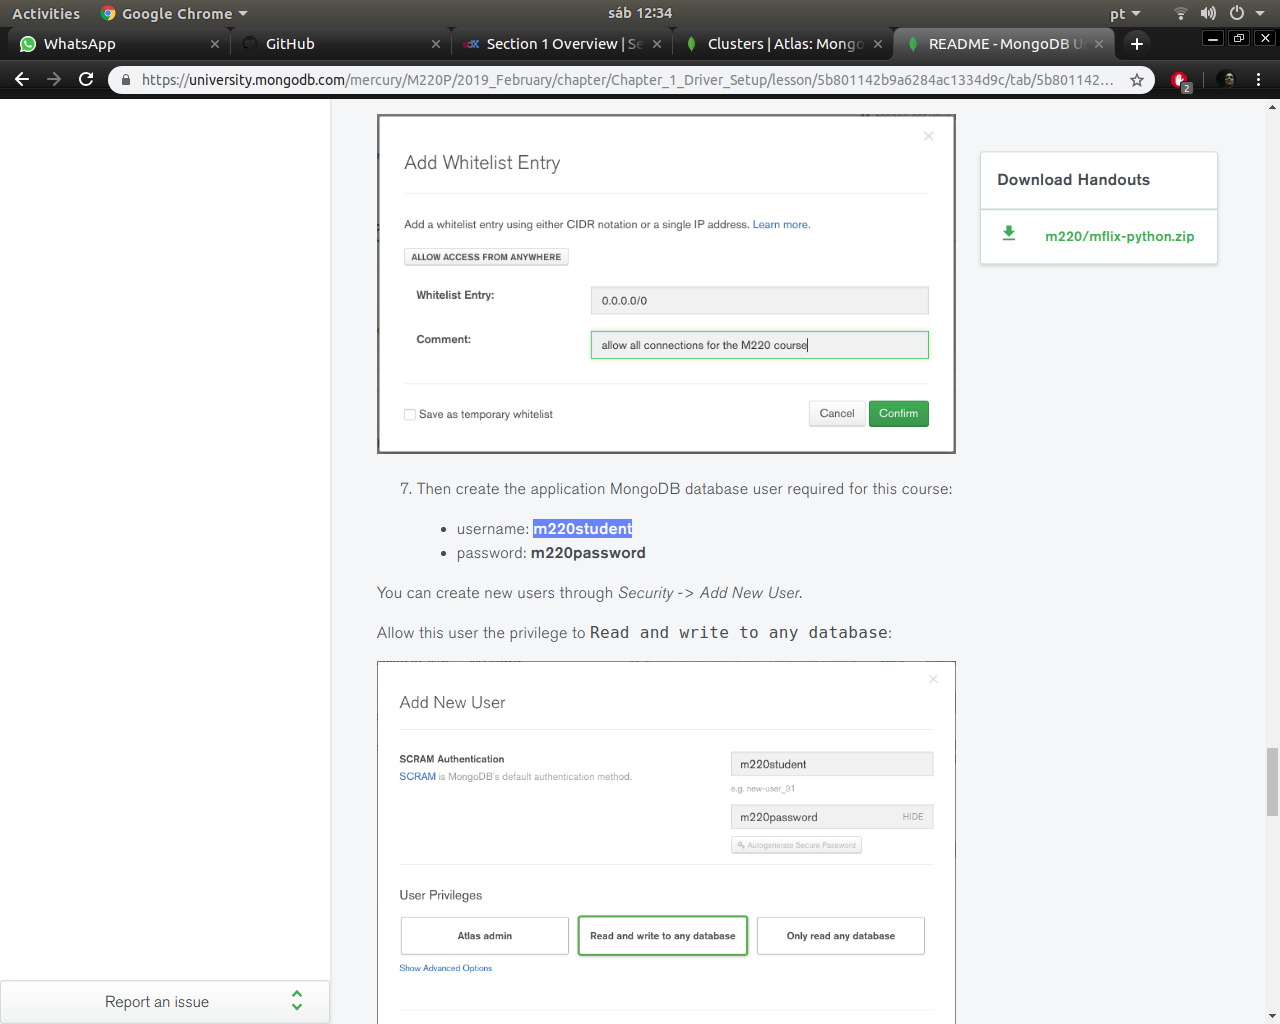 Activities
Google Chrome
sáb 12:34
pt
WhatsApp
GitHub
Section 1 Overview | Se
Clusters | Atlas: Mongo
README - MongoDB U
https://university.mongodb.com/mercury/M220P/2019_February/chapter/Chapter_1_Driver_Setup/lesson/5b801142b9a6284ac1334d9c/tab/5b801142...
2
Add Whitelist Entry
Add a whitelist entry using either CIDR notation or a single IP address. Learn more.
ALLOW ACCESS FROM ANYWHERE
Whitelist Entry:
0.0.0.0/0
Comment:
allow all connections for the M220 course
Save as temporary whitelist
Cancel
Confirm
Download Handouts
m220/mflix-python.zip
7. Then create the application MongoDB database user required for this course:
• username: m220student
• password: m220password
You can create new users through Security -> Add New User.
Allow this user the privilege to Read and write to any database:
Add New User
SCRAM Authentication
SCRAM is MongoDB's default authentication method.
m220student
e.g. new-user_31
m220password
HIDE
Autogenerate Secure Password
User Privileges
Atlas admin
Read and write to any database
Only read any database
Show Advanced Options
Report an issue